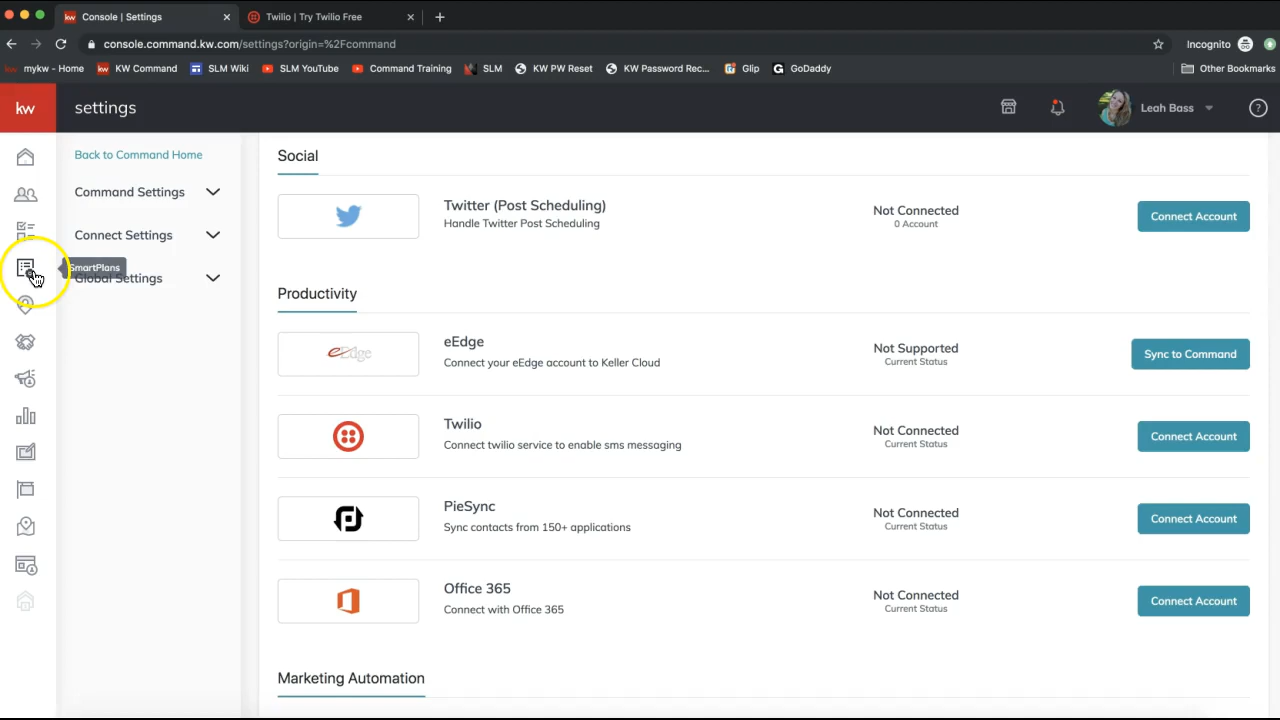 Console | Settings
Twilio | Try Twilio Free
console.command.kw.com/settings?origin=%2Fcommand
Incognito
mykw - Home
KW Command
SLM Wiki
SLM YouTube
Command Training
SLM
KW PW Reset
KW Password Rec...
Glip
GoDaddy
Other Bookmarks
kw
settings
Leah Bass
Back to Command Home
Command Settings
Connect Settings
SmartPlans
Global Settings
Social
Twitter (Post Scheduling)
Handle Twitter Post Scheduling
Not Connected
0 Account
Connect Account
Productivity
eEdge
eEdge
Connect your eEdge account to Keller Cloud
Not Supported
Current Status
Sync to Command
Twilio
Connect twilio service to enable sms messaging
Not Connected
Current Status
Connect Account
PieSync
Sync contacts from 150+ applications
Not Connected
Current Status
Connect Account
Office 365
Connect with Office 365
Not Connected
Current Status
Connect Account
Marketing Automation